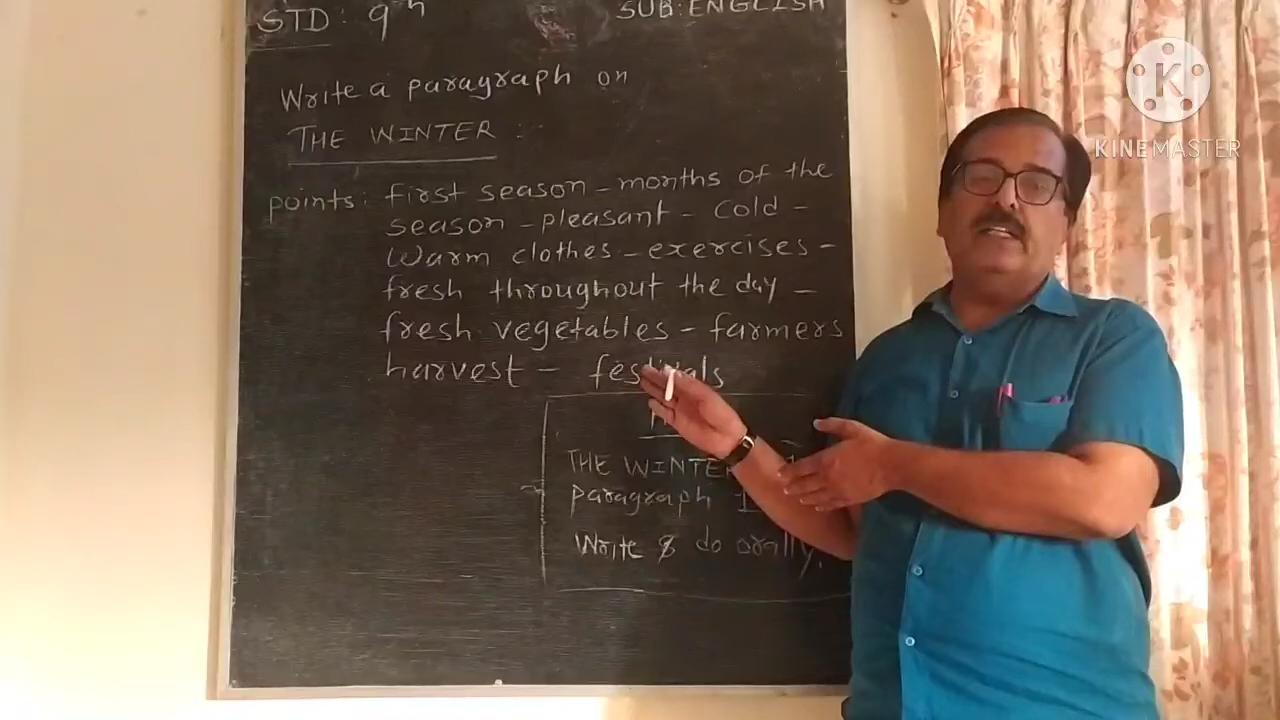 STD: 9th SUB: ENGLISH
Write a paragraph on
THE WINTER :
points: first season - months of the
season - pleasant - cold -
warm clothes - exercises -
fresh throughout the day -
fresh vegetables - farmers
harvest - festivals
THE WINTER
paragraph
Write & do orally.
K
KINEMASTER